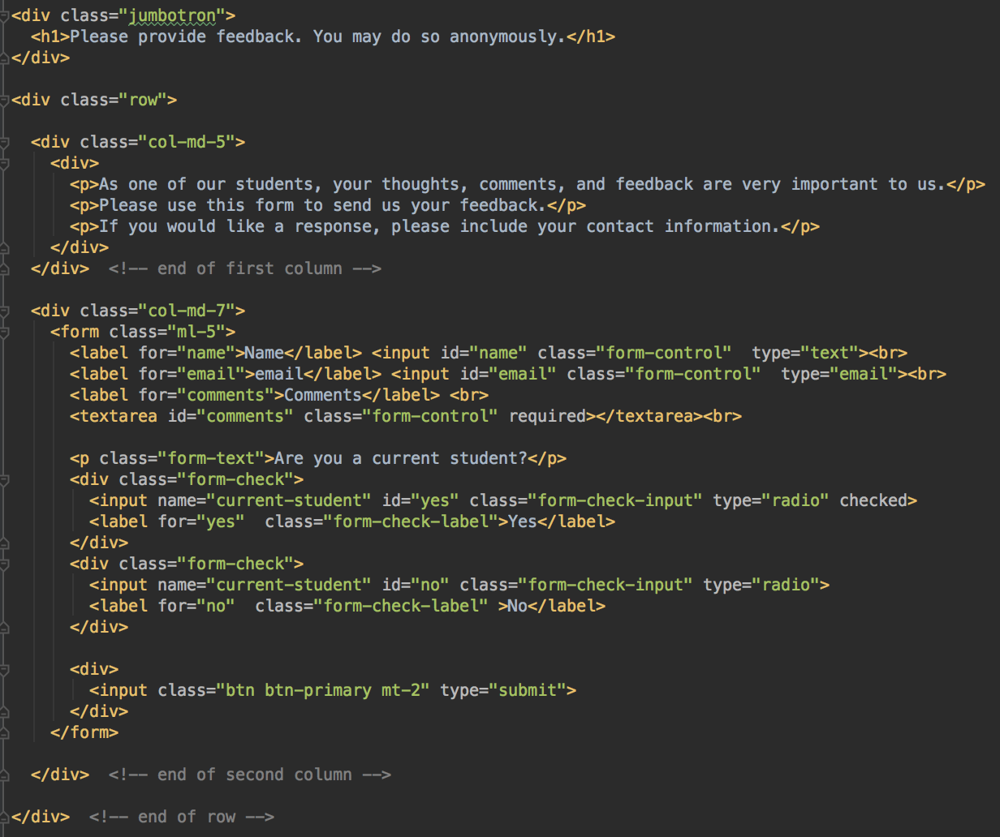 <div class="jumbotron">
  <h1>Please provide feedback. You may do so anonymously.</h1>
</div>

<div class="row">

  <div class="col-md-5">
    <div>
      <p>As one of our students, your thoughts, comments, and feedback are very important to us.</p>
      <p>Please use this form to send us your feedback.</p>
      <p>If you would like a response, please include your contact information.</p>
    </div>
  </div>  <!-- end of first column -->

  <div class="col-md-7">
    <form class="ml-5">
      <label for="name">Name</label> <input id="name" class="form-control"  type="text"><br>
      <label for="email">email</label> <input id="email" class="form-control"  type="email"><br>
      <label for="comments">Comments</label> <br>
      <textarea id="comments" class="form-control" required></textarea><br>

      <p class="form-text">Are you a current student?</p>
      <div class="form-check">
        <input name="current-student" id="yes" class="form-check-input" type="radio" checked>
        <label for="yes"  class="form-check-label">Yes</label>
      </div>
      <div class="form-check">
        <input name="current-student" id="no" class="form-check-input" type="radio">
        <label for="no"  class="form-check-label" >No</label>
      </div>

      <div>
        <input class="btn btn-primary mt-2" type="submit">
      </div>
    </form>

  </div>  <!-- end of second column -->

</div>  <!-- end of row -->